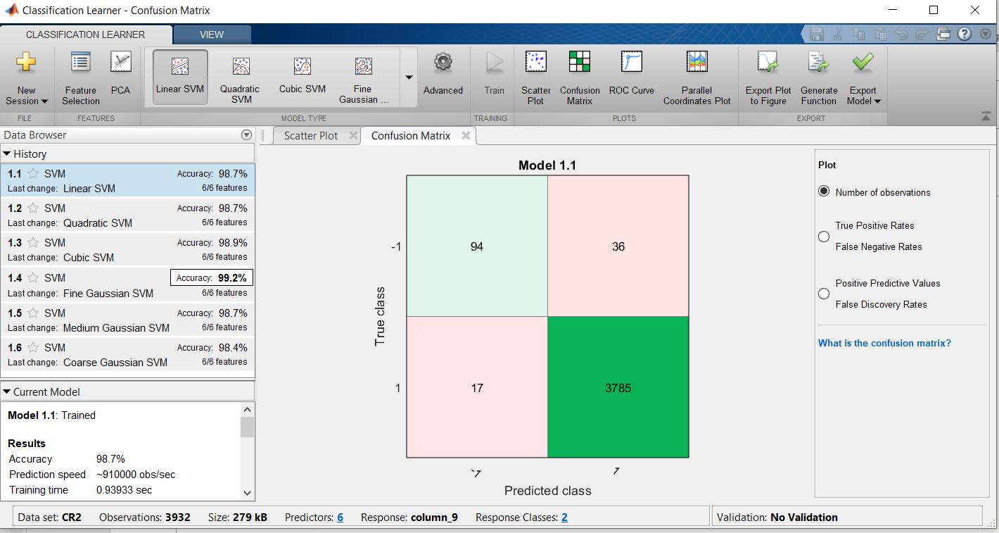 Classification Learner - Confusion Matrix
CLASSIFICATION LEARNER
VIEW
New Session
Feature Selection
PCA
Linear SVM
Quadratic SVM
Cubic SVM
Fine Gaussian ...
Advanced
Train
Scatter Plot
Confusion Matrix
ROC Curve
Parallel Coordinates Plot
Export Plot to Figure
Generate Function
Export Model
FILE
FEATURES
MODEL TYPE
TRAINING
PLOTS
EXPORT
Data Browser
History
1.1 SVM Accuracy: 98.7%
Last change: Linear SVM 6/6 features
1.2 SVM Accuracy: 98.7%
Last change: Quadratic SVM 6/6 features
1.3 SVM Accuracy: 98.9%
Last change: Cubic SVM 6/6 features
1.4 SVM Accuracy: 99.2%
Last change: Fine Gaussian SVM 6/6 features
1.5 SVM Accuracy: 98.7%
Last change: Medium Gaussian SVM 6/6 features
1.6 SVM Accuracy: 98.4%
Last change: Coarse Gaussian SVM 6/6 features
Current Model
Model 1.1: Trained
Results
Accuracy 98.7%
Prediction speed ~910000 obs/sec
Training time 0.93933 sec
Scatter Plot
Confusion Matrix
Model 1.1
True class
-1
94
36
1
17
3785
-1
1
Predicted class
Plot
Number of observations
True Positive Rates
False Negative Rates
Positive Predictive Values
False Discovery Rates
What is the confusion matrix?
Data set: CR2 Observations: 3932 Size: 279 kB Predictors: 6 Response: column_9 Response Classes: 2
Validation: No Validation